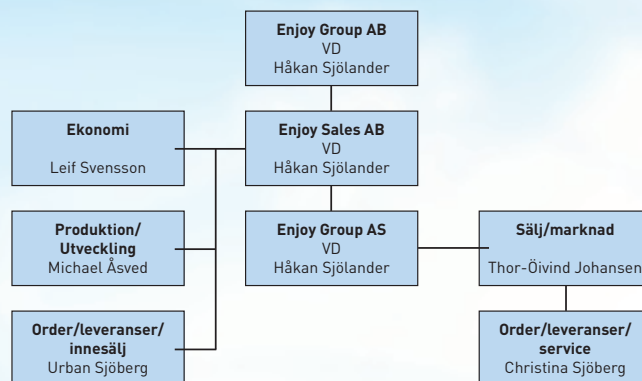 Enjoy Group AB
VD
Håkan Sjölander
Ekonomi
Leif Svensson
Enjoy Sales AB
VD
Håkan Sjölander
Produktion/
Utveckling
Michael Åsved
Enjoy Group AS
VD
Håkan Sjölander
Sälj/marknad
Thor-Öivind Johansen
Order/leveranser/
innesälj
Urban Sjöberg
Order/leveranser/
service
Christina Sjöberg